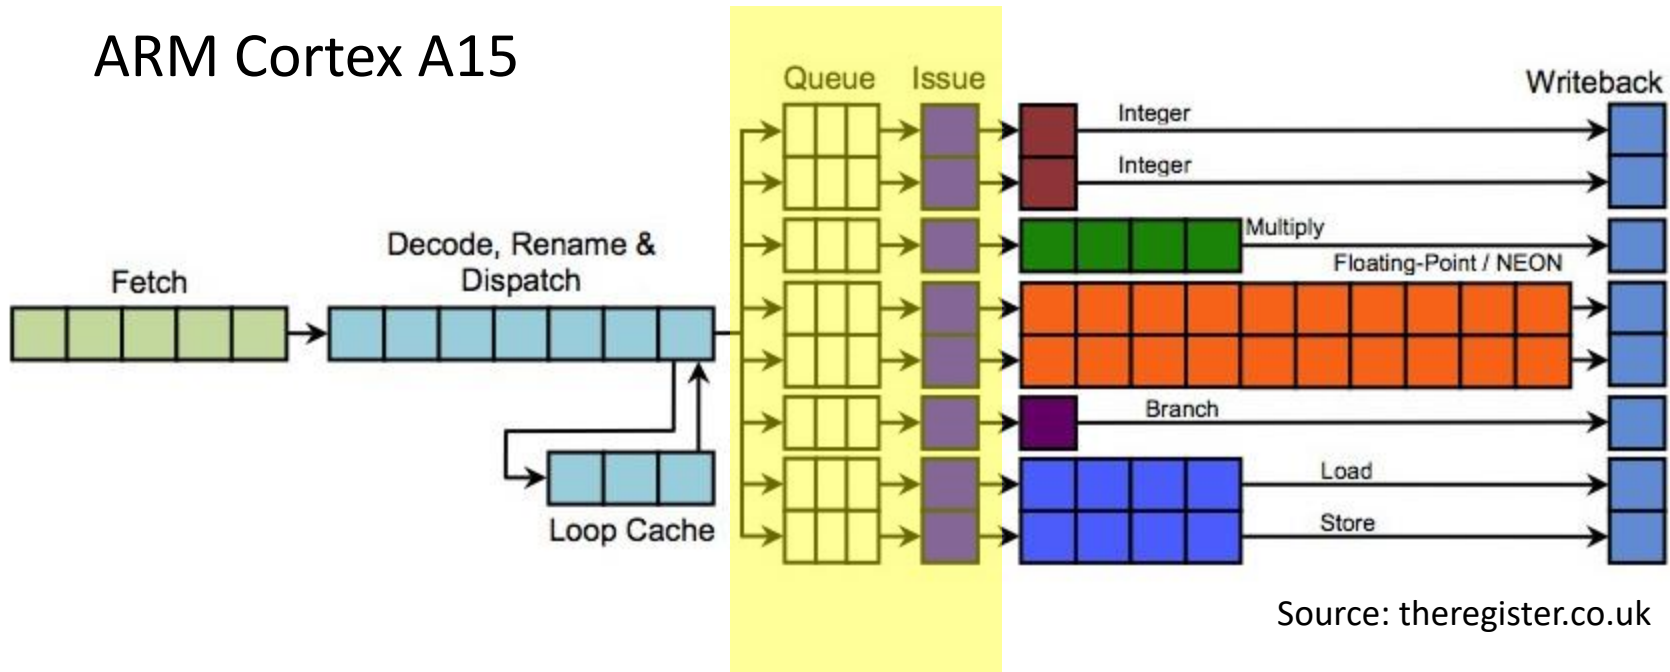 ARM Cortex A15
Queue
Issue
Writeback
Integer
Integer
Multiply
Floating-Point / NEON
Decode, Rename &
Dispatch
Fetch
Branch
Load
Store
Loop Cache
Source: theregister.co.uk